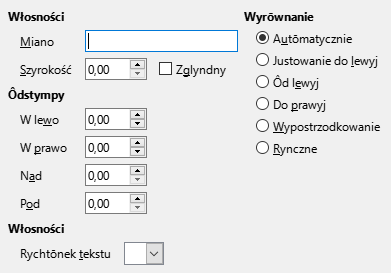 Włosności
Miano
Szyrokość 0,00 Zglyndny
Ôdstympy
W lewo 0,00
W prawo 0,00
Nad 0,00
Pod 0,00
Włosności
Rychtōnek tekstu
Wyrōwnanie
Autōmatycznie
Justowanie do lewyj
Ôd lewyj
Do prawyj
Wypostrzodkowanie
Rynczne